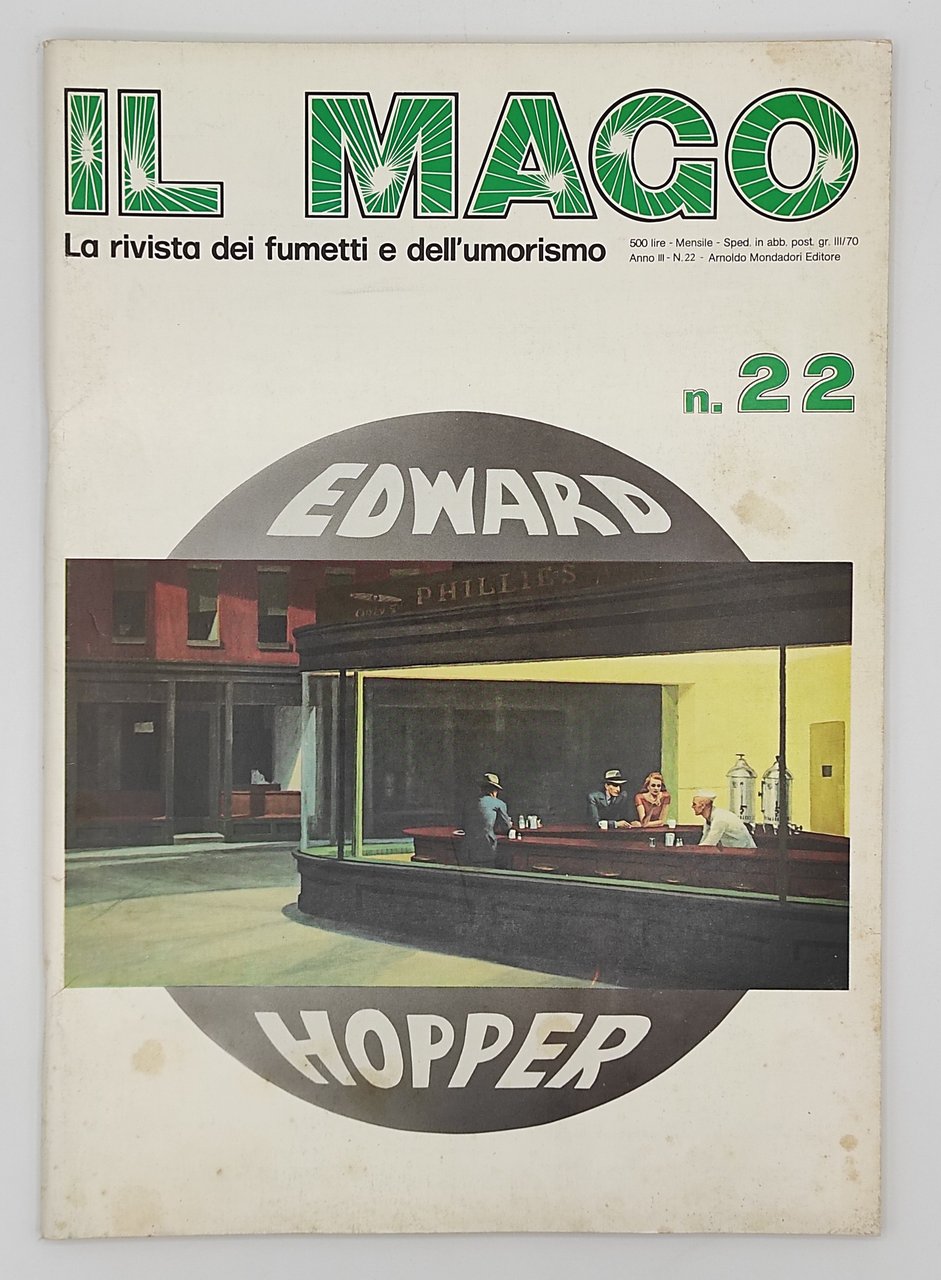 IL MAGO
La rivista dei fumetti e dell'umorismo
500 lire - Mensile - Sped. in abb. post. gr. III/70
Anno III - N.22 - Arnoldo Mondadori Editore
n. 22
EDWARD
PHILLIES
HOPPER